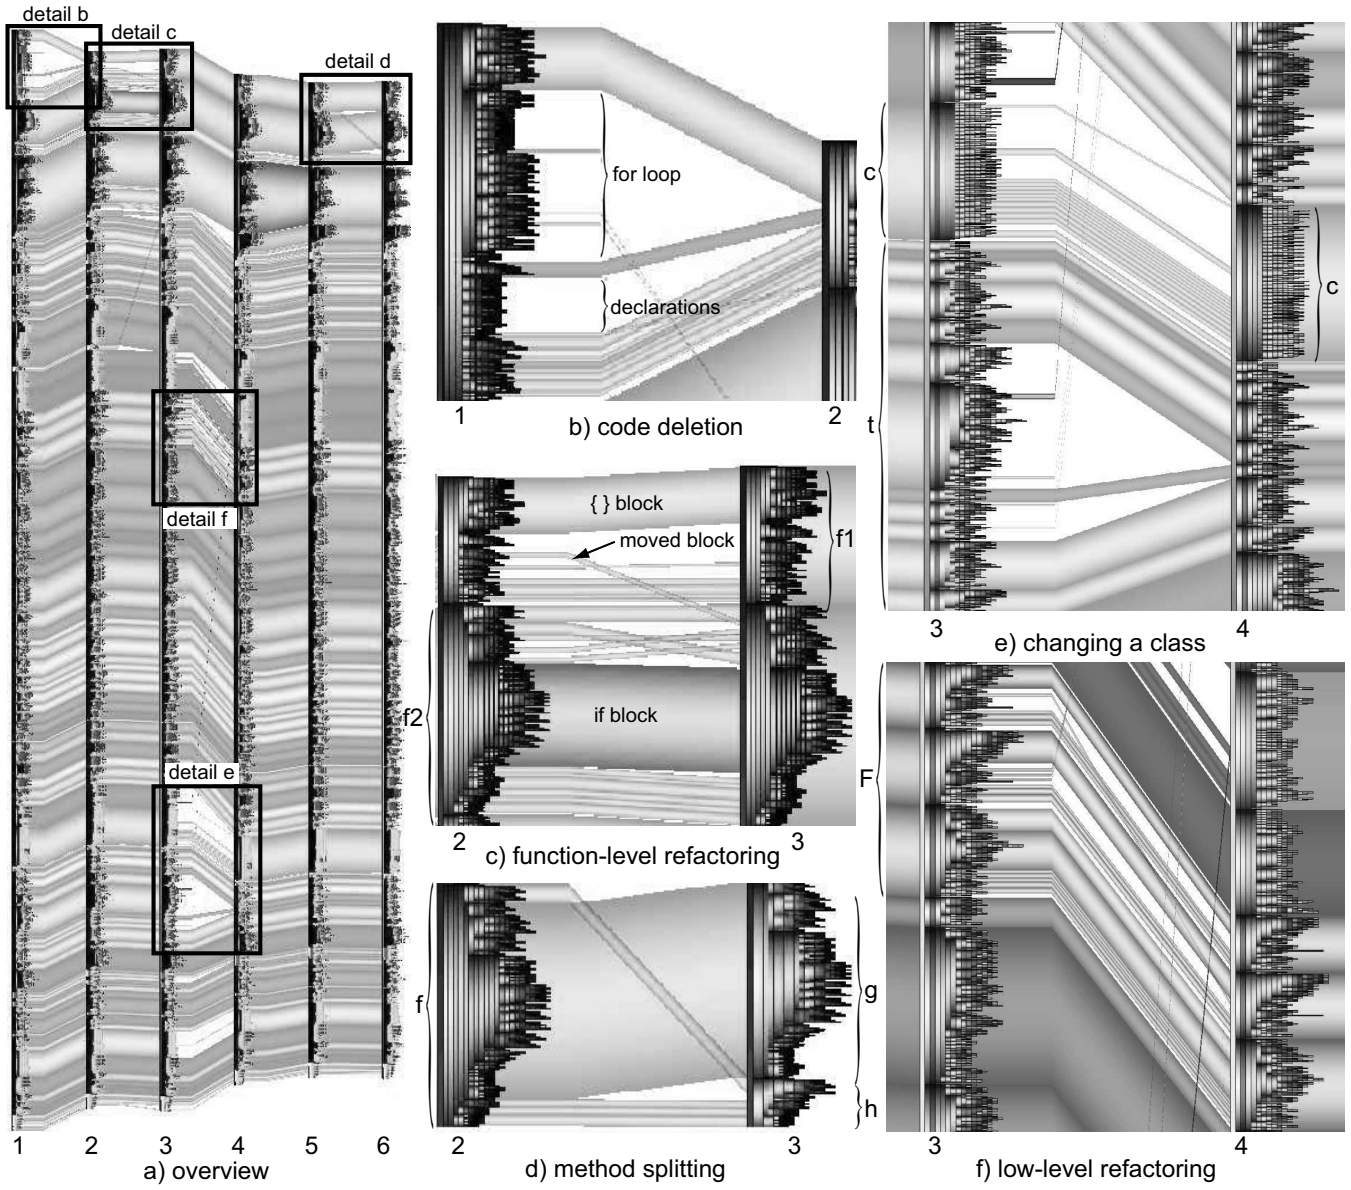 detail b
detail c
detail d
detail f
detail e
1 2 3 4 5 6
a) overview
for loop
declarations
1 2
b) code deletion
{ } block
moved block
f1
f2
if block
2 3
c) function-level refactoring
f
g
h
2 3
d) method splitting
c
t
c
3 4
e) changing a class
F
3 4
f) low-level refactoring